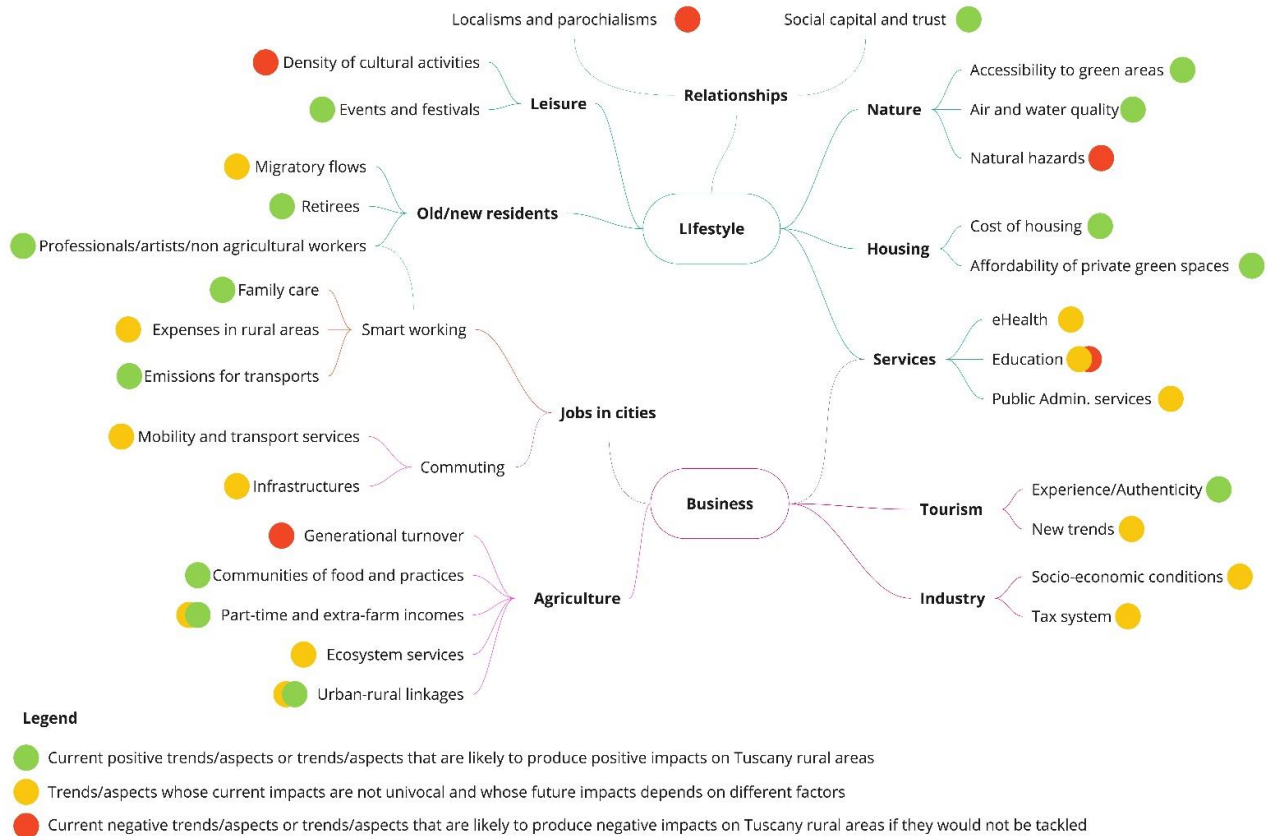 Localisms and parochialisms
Social capital and trust
Relationships
Density of cultural activities
Events and festivals
Leisure
Migratory flows
Retirees
Professionals/artists/non agricultural workers
Old/new residents
LIfestyle
Nature
Accessibility to green areas
Air and water quality
Natural hazards
Housing
Cost of housing
Affordability of private green spaces
Services
eHealth
Education
Public Admin. services
Family care
Expenses in rural areas
Emissions for transports
Smart working
Jobs in cities
Mobility and transport services
Infrastructures
Commuting
Business
Generational turnover
Communities of food and practices
Part-time and extra-farm incomes
Ecosystem services
Urban-rural linkages
Agriculture
Tourism
Experience/Authenticity
New trends
Industry
Socio-economic conditions
Tax system
Legend
Current positive trends/aspects or trends/aspects that are likely to produce positive impacts on Tuscany rural areas
Trends/aspects whose current impacts are not univocal and whose future impacts depends on different factors
Current negative trends/aspects or trends/aspects that are likely to produce negative impacts on Tuscany rural areas if they would not be tackled